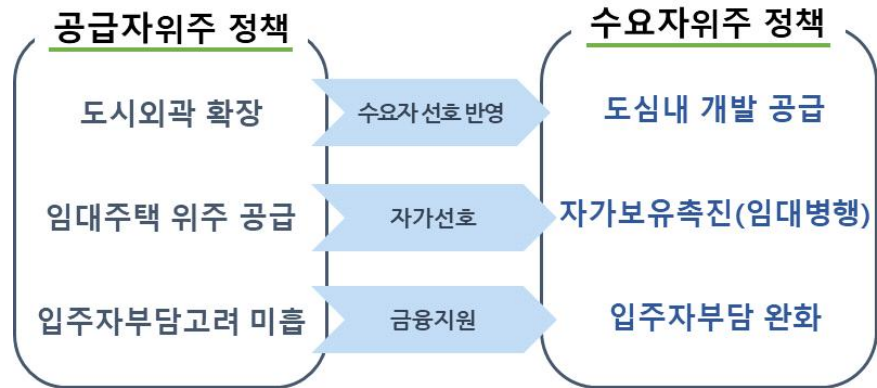 공급자위주 정책
수요자위주 정책
도시외곽 확장
수요자 선호 반영
도심내 개발 공급
임대주택 위주 공급
자가선호
자가보유촉진(임대병행)
입주자부담고려 미흡
금융지원
입주자부담 완화